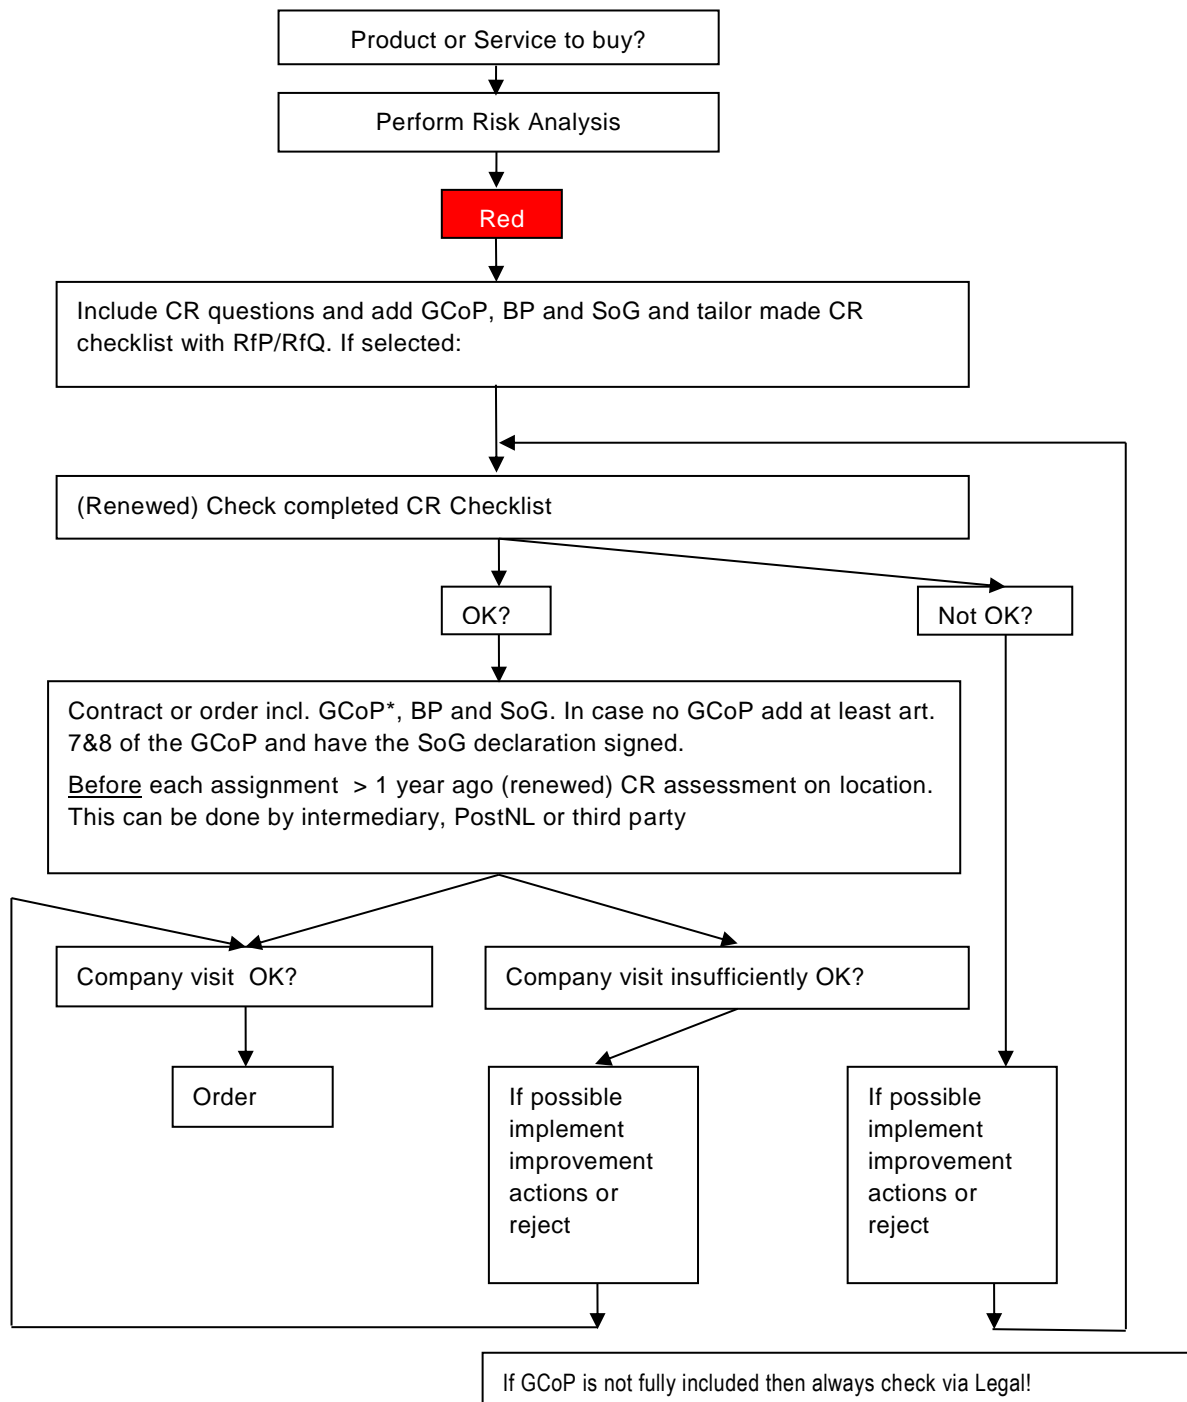 Product or Service to buy?
Perform Risk Analysis
Red
Include CR questions and add GCoP, BP and SoG and tailor made CR
checklist with RfP/RfQ. If selected:
(Renewed) Check completed CR Checklist
OK?
Not OK?
Contract or order incl. GCoP*, BP and SoG. In case no GCoP add at least art.
7&8 of the GCoP and have the SoG declaration signed.
Before each assignment  > 1 year ago (renewed) CR assessment on location.
This can be done by intermediary, PostNL or third party
Company visit  OK?
Company visit insufficiently OK?
Order
If possible
implement
improvement
actions or
reject
If possible
implement
improvement
actions or
reject
If GCoP is not fully included then always check via Legal!